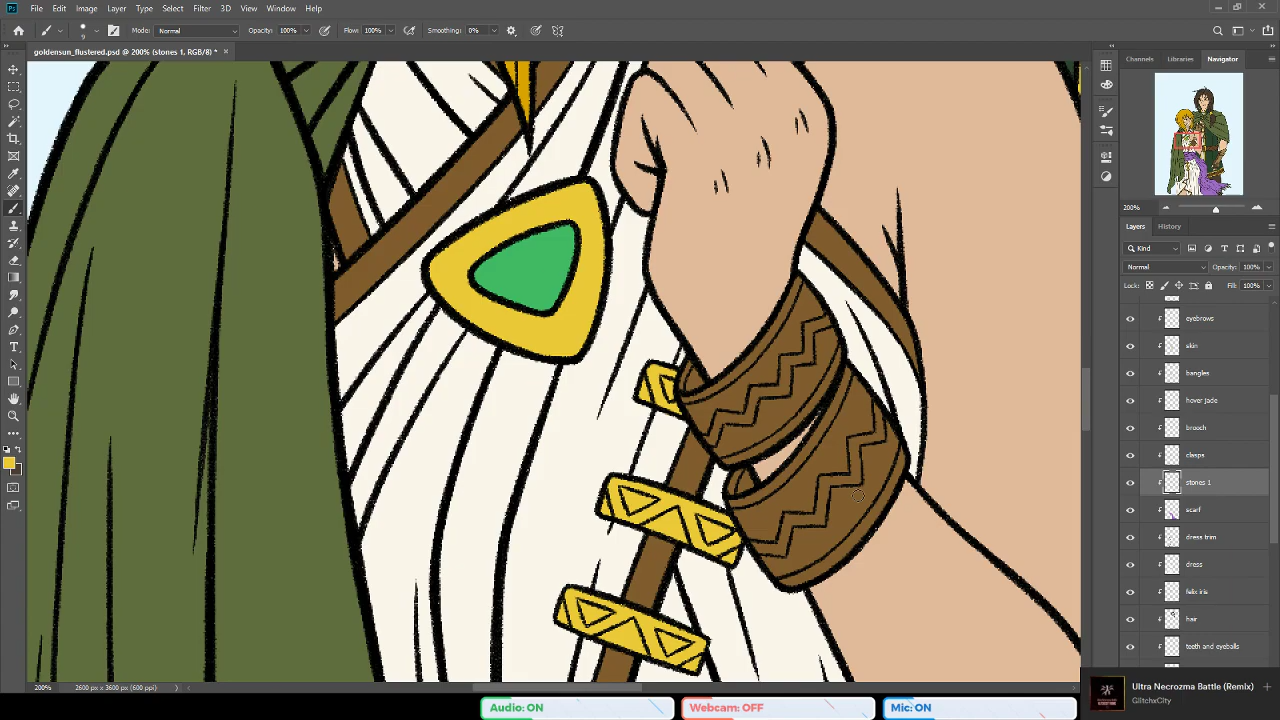 File Edit Image Layer Type Select Filter 3D View Window Help
Mode: Normal Opacity: 100% Flow: 100% Smoothing: 0%
goldensun_flustered.psd @ 200% (stones 1, RGB/8) * ×
Channels Libraries Navigator
200%
Layers History
Kind
Normal Opacity: 100%
Lock: Fill: 100%
eyebrows
skin
bangles
hover jade
brooch
clasps
stones 1
scarf
dress trim
dress
felix iris
hair
teeth and eyeballs
200% 2600 px x 3600 px (600 ppi)
Ultra Necrozma Battle (Remix)
GlitchxCity
Audio: ON Webcam: OFF Mic: ON